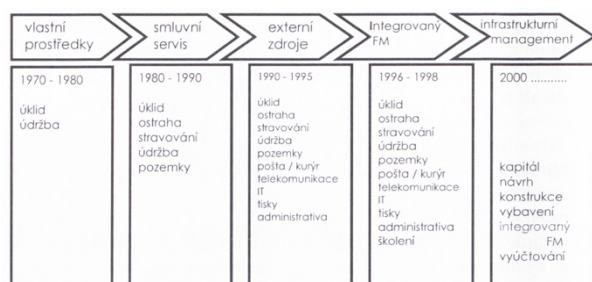 vlastní
prostředky
smluvní
servis
externí
zdroje
Integrovaný
FM
infrastrukturní
management
1970 - 1980
úklid
údržba
1980 - 1990
úklid
ostraha
stravování
údržba
pozemky
1990 - 1995
úklid
ostraha
stravování
údržba
pozemky
pošta / kurýr
telekomunikace
IT
tisky
administrativa
1996 - 1998
úklid
ostraha
stravování
údržba
pozemky
pošta / kurýr
telekomunikace
IT
tisky
administrativa
školení
2000 ..........
kapitál
návrh
konstrukce
vybavení
integrovaný
FM
vyúčtování